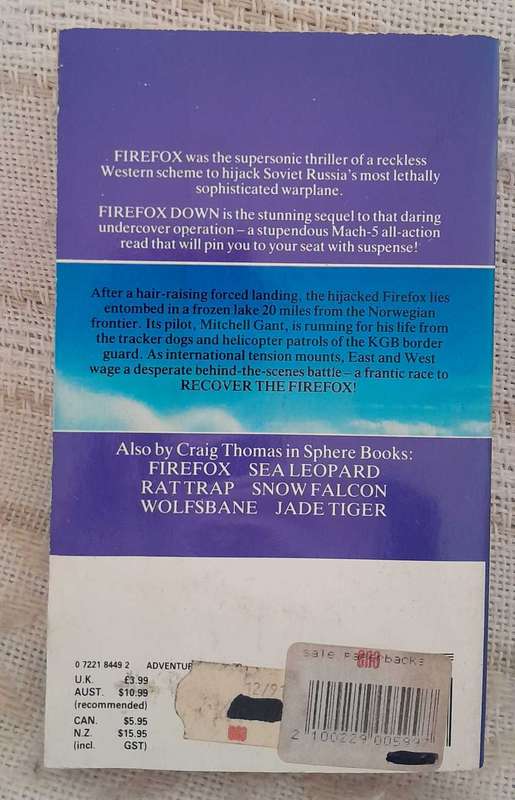 FIREFOX was the supersonic thriller of a reckless
Western scheme to hijack Soviet Russia's most lethally
sophisticated warplane.
FIREFOX DOWN is the stunning sequel to that daring
undercover operation – a stupendous Mach-5 all-action
read that will pin you to your seat with suspense!
After a hair-raising forced landing, the hijacked Firefox lies
entombed in a frozen lake 20 miles from the Norwegian
frontier. Its pilot, Mitchell Gant, is running for his life from
the tracker dogs and helicopter patrols of the KGB border
guard. As international tension mounts, East and West
wage a desperate behind-the-scenes battle – a frantic race to
RECOVER THE FIREFOX!
Also by Craig Thomas in Sphere Books:
FIREFOX SEA LEOPARD
RAT TRAP SNOW FALCON
WOLFSBANE JADE TIGER
0 7221 8449 2
U.K. £3.99
AUST. $10.99
(recommended)
CAN. $5.95
N.Z. $15.95
(incl. GST)
sale